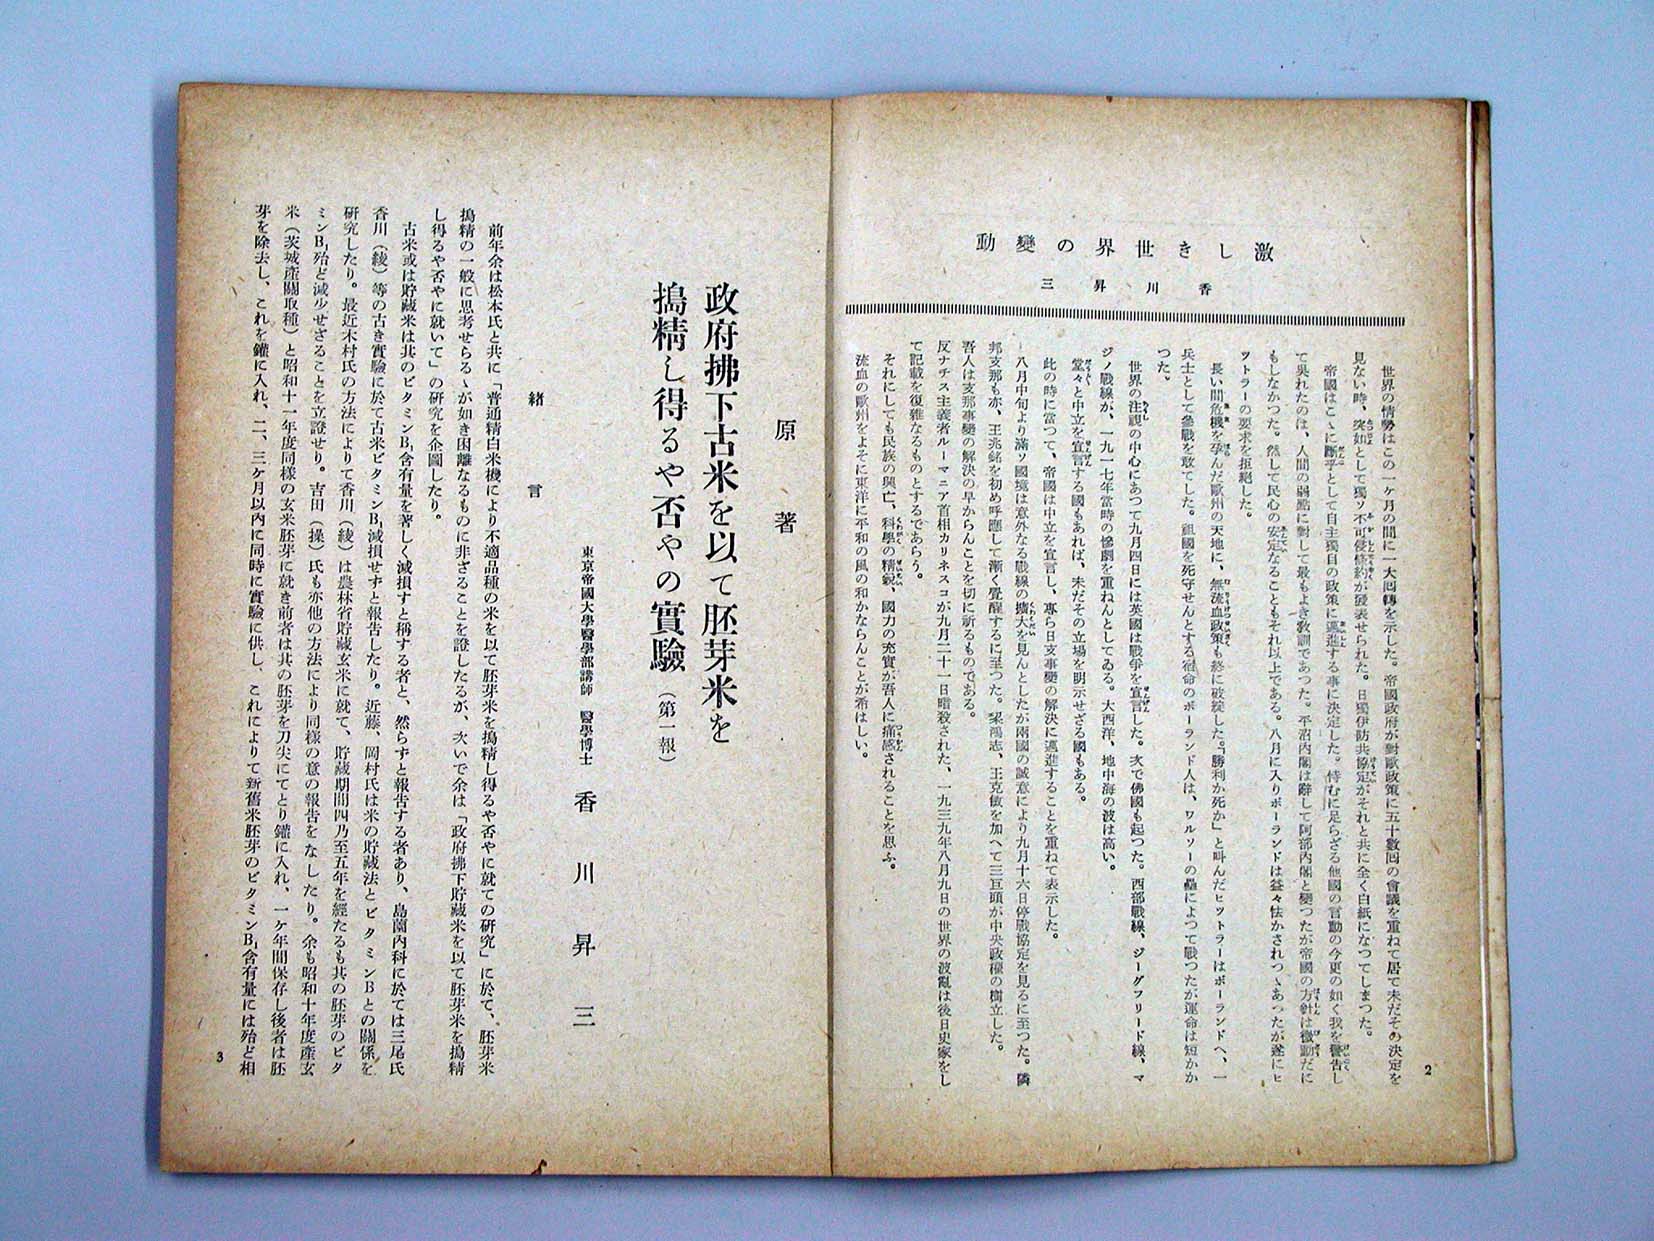 激しき世界の變動
香川昇三
世界の情勢はこの一ケ月の間に一大囘轉を示した。帝國政府が對歐政策に五十數囘の會議を重ねて居て未だその決定を
見ない時、突如として獨ソ不可侵條約が發表せられた。日獨伊防共協定がそれと共に全く白紙になつてしまつた。
帝國はこゝに斷乎として自主獨自の政策に邁進する事に決定した。恃むに足らざる他國の言動の今更の如く我を警告し
て呉れたのは、人間の弱點に對して最もよき敎訓であつた。平沼内閣は辭して阿部内閣と變つたが帝國の方針は微動だに
もしなかつた。然して民心の安定なることもそれ以上である。八月に入りポーランドは益々怯かされつゝあつたが遂にヒ
ツトラーの要求を拒絕した。
長い間危機を孕んだ歐州の天地に、無流血政策も終に破綻した。「勝利か死か」と叫んだヒツトラーはポーランドへ、一
兵士として參戰を敢てした。祖國を死守せんとする宿命のポーランド人は、ワルソーの壘によつて戰つたが運命は短かか
つた。
世界の注視の中心にあつて九月四日には英國は戰爭を宣言した。次で佛國も起つた。西部戰線、ジーグフリード線、マ
ジノ戰線が、一九一七年當時の慘劇を重ねんとしてゐる。大西洋、地中海の波は高い。
堂々と中立を宣言する國もあれば、未だその立場を明示せざる國もある。
此の時に當つて、帝國は中立を宣言し、專ら日支事變の解決に邁進することを重ねて表示した。
八月中旬より滿ソ國境は意外なる戰線の擴大を見んとしたが兩國の誠意により九月十六日停戰協定を見るに至つた。隣
邦支那も亦、王兆銘を初め呼應して漸く覺醒するに至つた。梁鴻志、王克敏を加へて三巨頭が中央政權の樹立した。
吾人は支那事變の解決の早からんことを切に祈るものである。
反ナチス主義者ルーマニア首相カリネスコが九月二十一日暗殺された、一九三九年八月九日の世界の波亂は後日史家をし
て記載を復雜なるものとするであらう。
それにしても民族の興亡、科學の精銳、國力の充實が吾人に痛感されることを思ふ。
流血の歐州をよそに東洋に平和の風の和かならんことが希はしい。
2
原著
政府拂下古米を以て胚芽米を
搗精し得るや否やの實驗（第一報）
東京帝國大學醫學部講師　醫學博士　香川昇三
緒言
前年余は松本氏と共に「普通精白米機により不適品種の米を以て胚芽米を搗精し得るや否やに就ての研究」に於て、胚芽米
搗精の一般に思考せらるゝが如き困難なるものに非ざることを證したるが、次いで余は「政府拂下貯藏米を以て胚芽米を搗精
し得るや否やに就いて」の研究を企圖したり。
古米或は貯藏米は其のビタミンB₁含有量を著しく減損すと稱する者と、然らずと報告する者あり、島薗内科に於ては三尾氏
香川（綾）等の古き實驗に於て古米ビタミンB₁減損せずと報告したり。近藤、岡村氏は米の貯藏法とビタミンBとの關係を
硏究したり。最近木村氏の方法によりて香川（綾）は農林省貯藏玄米に就て、貯藏期間四乃至五年を經たるも其の胚芽のビタ
ミンB₁殆ど減少せざることを立證せり。吉田（操）氏も亦他の方法により同樣の意の報告をなしたり。余も昭和十年度產玄
米（茨城產關取種）と昭和十一年度同樣の玄米胚芽に就き前者は其の胚芽を刀尖にてとり鑵に入れ、一ケ年間保存し後者は胚
芽を除去し、これを鑵に入れ、二、三ケ月以內に同時に實驗に供し、これによりて新舊米胚芽のビタミンB₁含有量には殆ど相
3